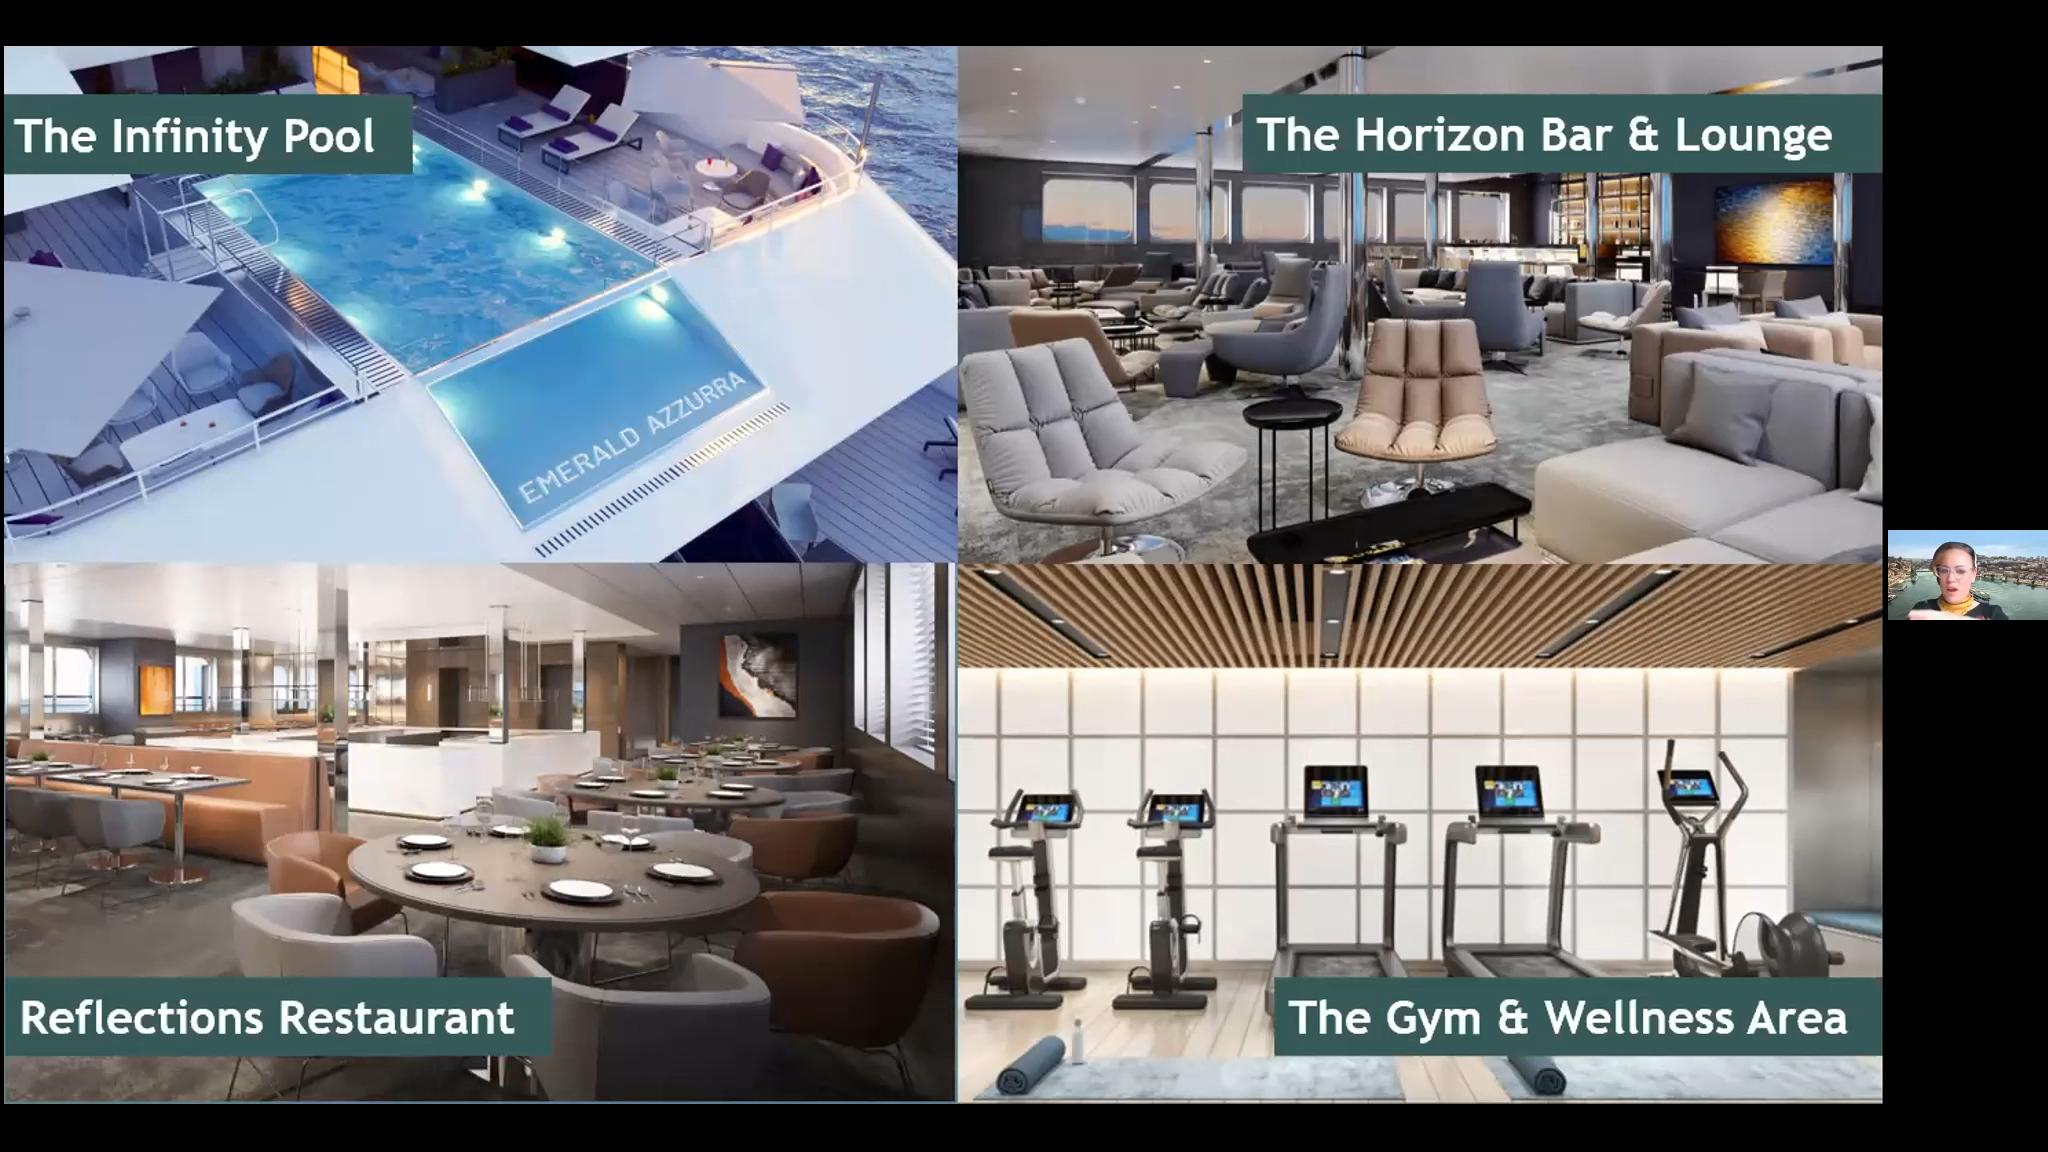 The Infinity Pool
The Horizon Bar & Lounge
EMERALD AZZURRA
Reflections Restaurant
The Gym & Wellness Area